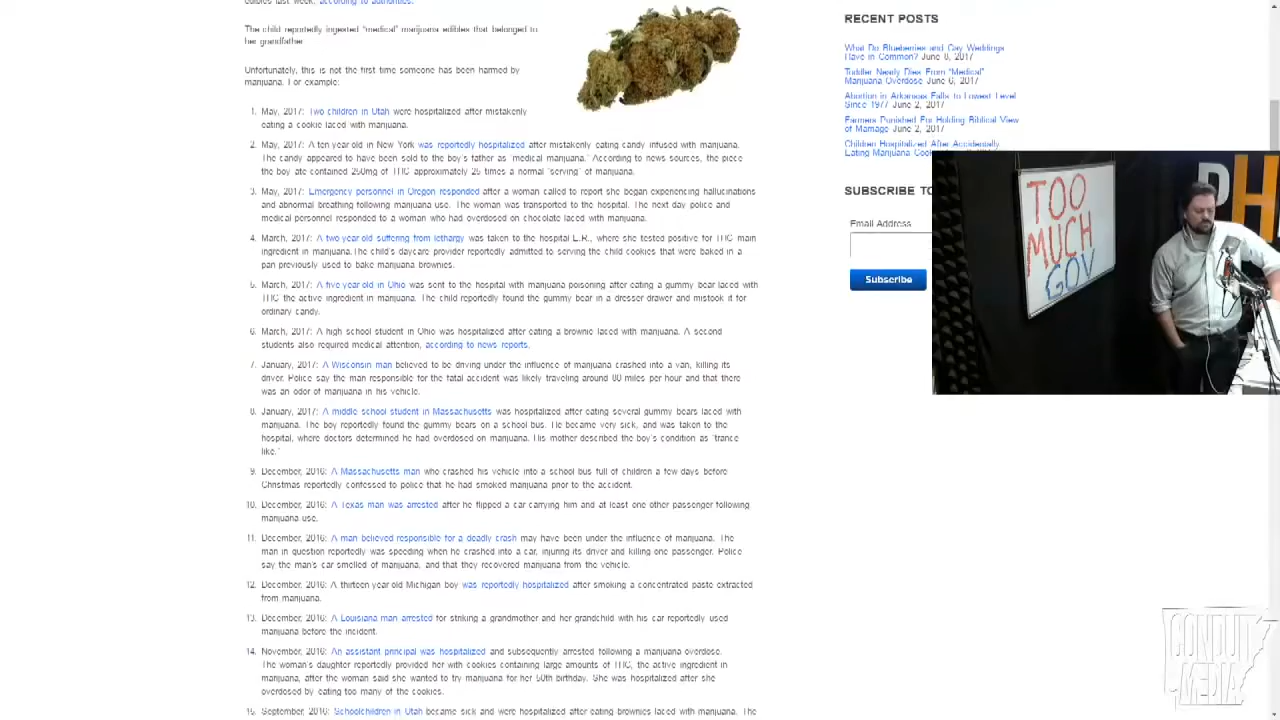 edibles last week, according to authorities.
The child reportedly ingested "medical" marijuana edibles that belonged to
her grandfather
Unfortunately, this is not the first time someone has been harmed by
marijuana. For example:
1. May, 2017: Two children in Utah were hospitalized after mistakenly
eating a cookie laced with marijuana.
2. May, 2017: A ten year old in New York was reportedly hospitalized after mistakenly eating candy infused with marijuana.
The candy appeared to have been sold to the boy's father as "medical marijuana." According to news sources, the piece
the boy ate contained 250mg of THC approximately 25 times a normal "serving" of marijuana.
3. May, 2017: Emergency personnel in Oregon responded after a woman called to report she began experiencing hallucinations
and abnormal breathing following marijuana use. The woman was transported to the hospital. The next day police and
medical personnel responded to a woman who had overdosed on chocolate laced with marijuana.
4. March, 2017: A two year old suffering from lethargy was taken to the hospital E.R., where she tested positive for THC main
ingredient in marijuana.The child's daycare provider reportedly admitted to serving the child cookies that were baked in a
pan previously used to bake marijuana brownies.
5. March, 2017: A five year old in Ohio was sent to the hospital with marijuana poisoning after eating a gummy bear laced with
THC the active ingredient in marijuana. The child reportedly found the gummy bear in a dresser drawer and mistook it for
ordinary candy.
6. March, 2017: A high school student in Ohio was hospitalized after eating a brownie laced with marijuana. A second
students also required medical attention, according to news reports.
7. January, 2017: A Wisconsin man believed to be driving under the influence of marijuana crashed into a van, killing its
driver. Police say the man responsible for the fatal accident was likely traveling around 80 miles per hour and that there
was an odor of marijuana in his vehicle.
8. January, 2017: A middle school student in Massachusetts was hospitalized after eating several gummy bears laced with
marijuana. The boy reportedly found the gummy bears on a school bus. He became very sick, and was taken to the
hospital, where doctors determined he had overdosed on marijuana. His mother described the boy's condition as "trance
like."
9. December, 2016: A Massachusetts man who crashed his vehicle into a school bus full of children a few days before
Christmas reportedly confessed to police that he had smoked marijuana prior to the accident.
10. December, 2016: A Texas man was arrested after he flipped a car carrying him and at least one other passenger following
marijuana use.
11. December, 2016: A man believed responsible for a deadly crash may have been under the influence of marijuana. The
man in question reportedly was speeding when he crashed into a car, injuring its driver and killing one passenger. Police
say the man's car smelled of marijuana, and that they recovered marijuana from the vehicle.
12. December, 2016: A thirteen year old Michigan boy was reportedly hospitalized after smoking a concentrated paste extracted
from marijuana.
13. December, 2016: A Louisiana man arrested for striking a grandmother and her grandchild with his car reportedly used
marijuana before the incident.
14. November, 2016: An assistant principal was hospitalized and subsequently arrested following a marijuana overdose.
The woman's daughter reportedly provided her with cookies containing large amounts of THC, the active ingredient in
marijuana, after the woman said she wanted to try marijuana for her 50th birthday. She was hospitalized after she
overdosed by eating too many of the cookies.
15. September, 2016: Schoolchildren in Utah became sick and were hospitalized after eating brownies laced with marijuana. The
RECENT POSTS
What Do Blueberries and Gay Weddings
Have in Common? June 8, 2017
Toddler Nearly Dies From "Medical"
Marijuana Overdose June 6, 2017
Abortion in Arkansas Falls to Lowest Level
Since 1977 June 2, 2017
Farmers Punished For Holding Biblical View
of Marriage June 2, 2017
Children Hospitalized After Accidentally
Eating Marijuana
SUBSCRIBE TO
Email Address
Subscribe
TOO
MUCH
GOV
PH
CONDUIT
MEDIA